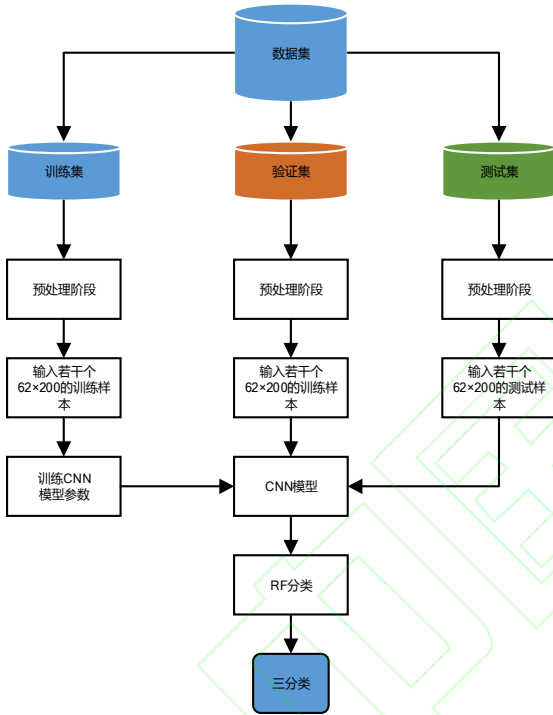 数据集
训练集
验证集
测试集
预处理阶段
预处理阶段
预处理阶段
输入若干个
62×200的训练样
本
输入若干个
62×200的训练样
本
输入若干个
62×200的测试样
本
训练CNN
模型参数
CNN模型
RF分类
三分类